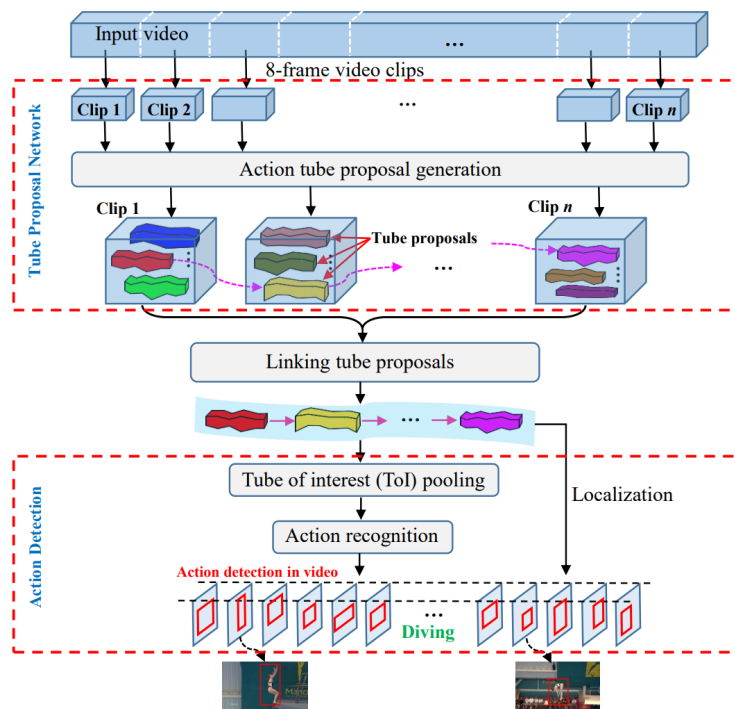 Input video
...
8-frame video clips
Tube Proposal Network
Clip 1
Clip 2
...
Clip n
Action tube proposal generation
Clip 1
Clip n
Tube proposals
...
Linking tube proposals
...
Action Detection
Tube of interest (ToI) pooling
Localization
Action recognition
Action detection in video
...
Diving